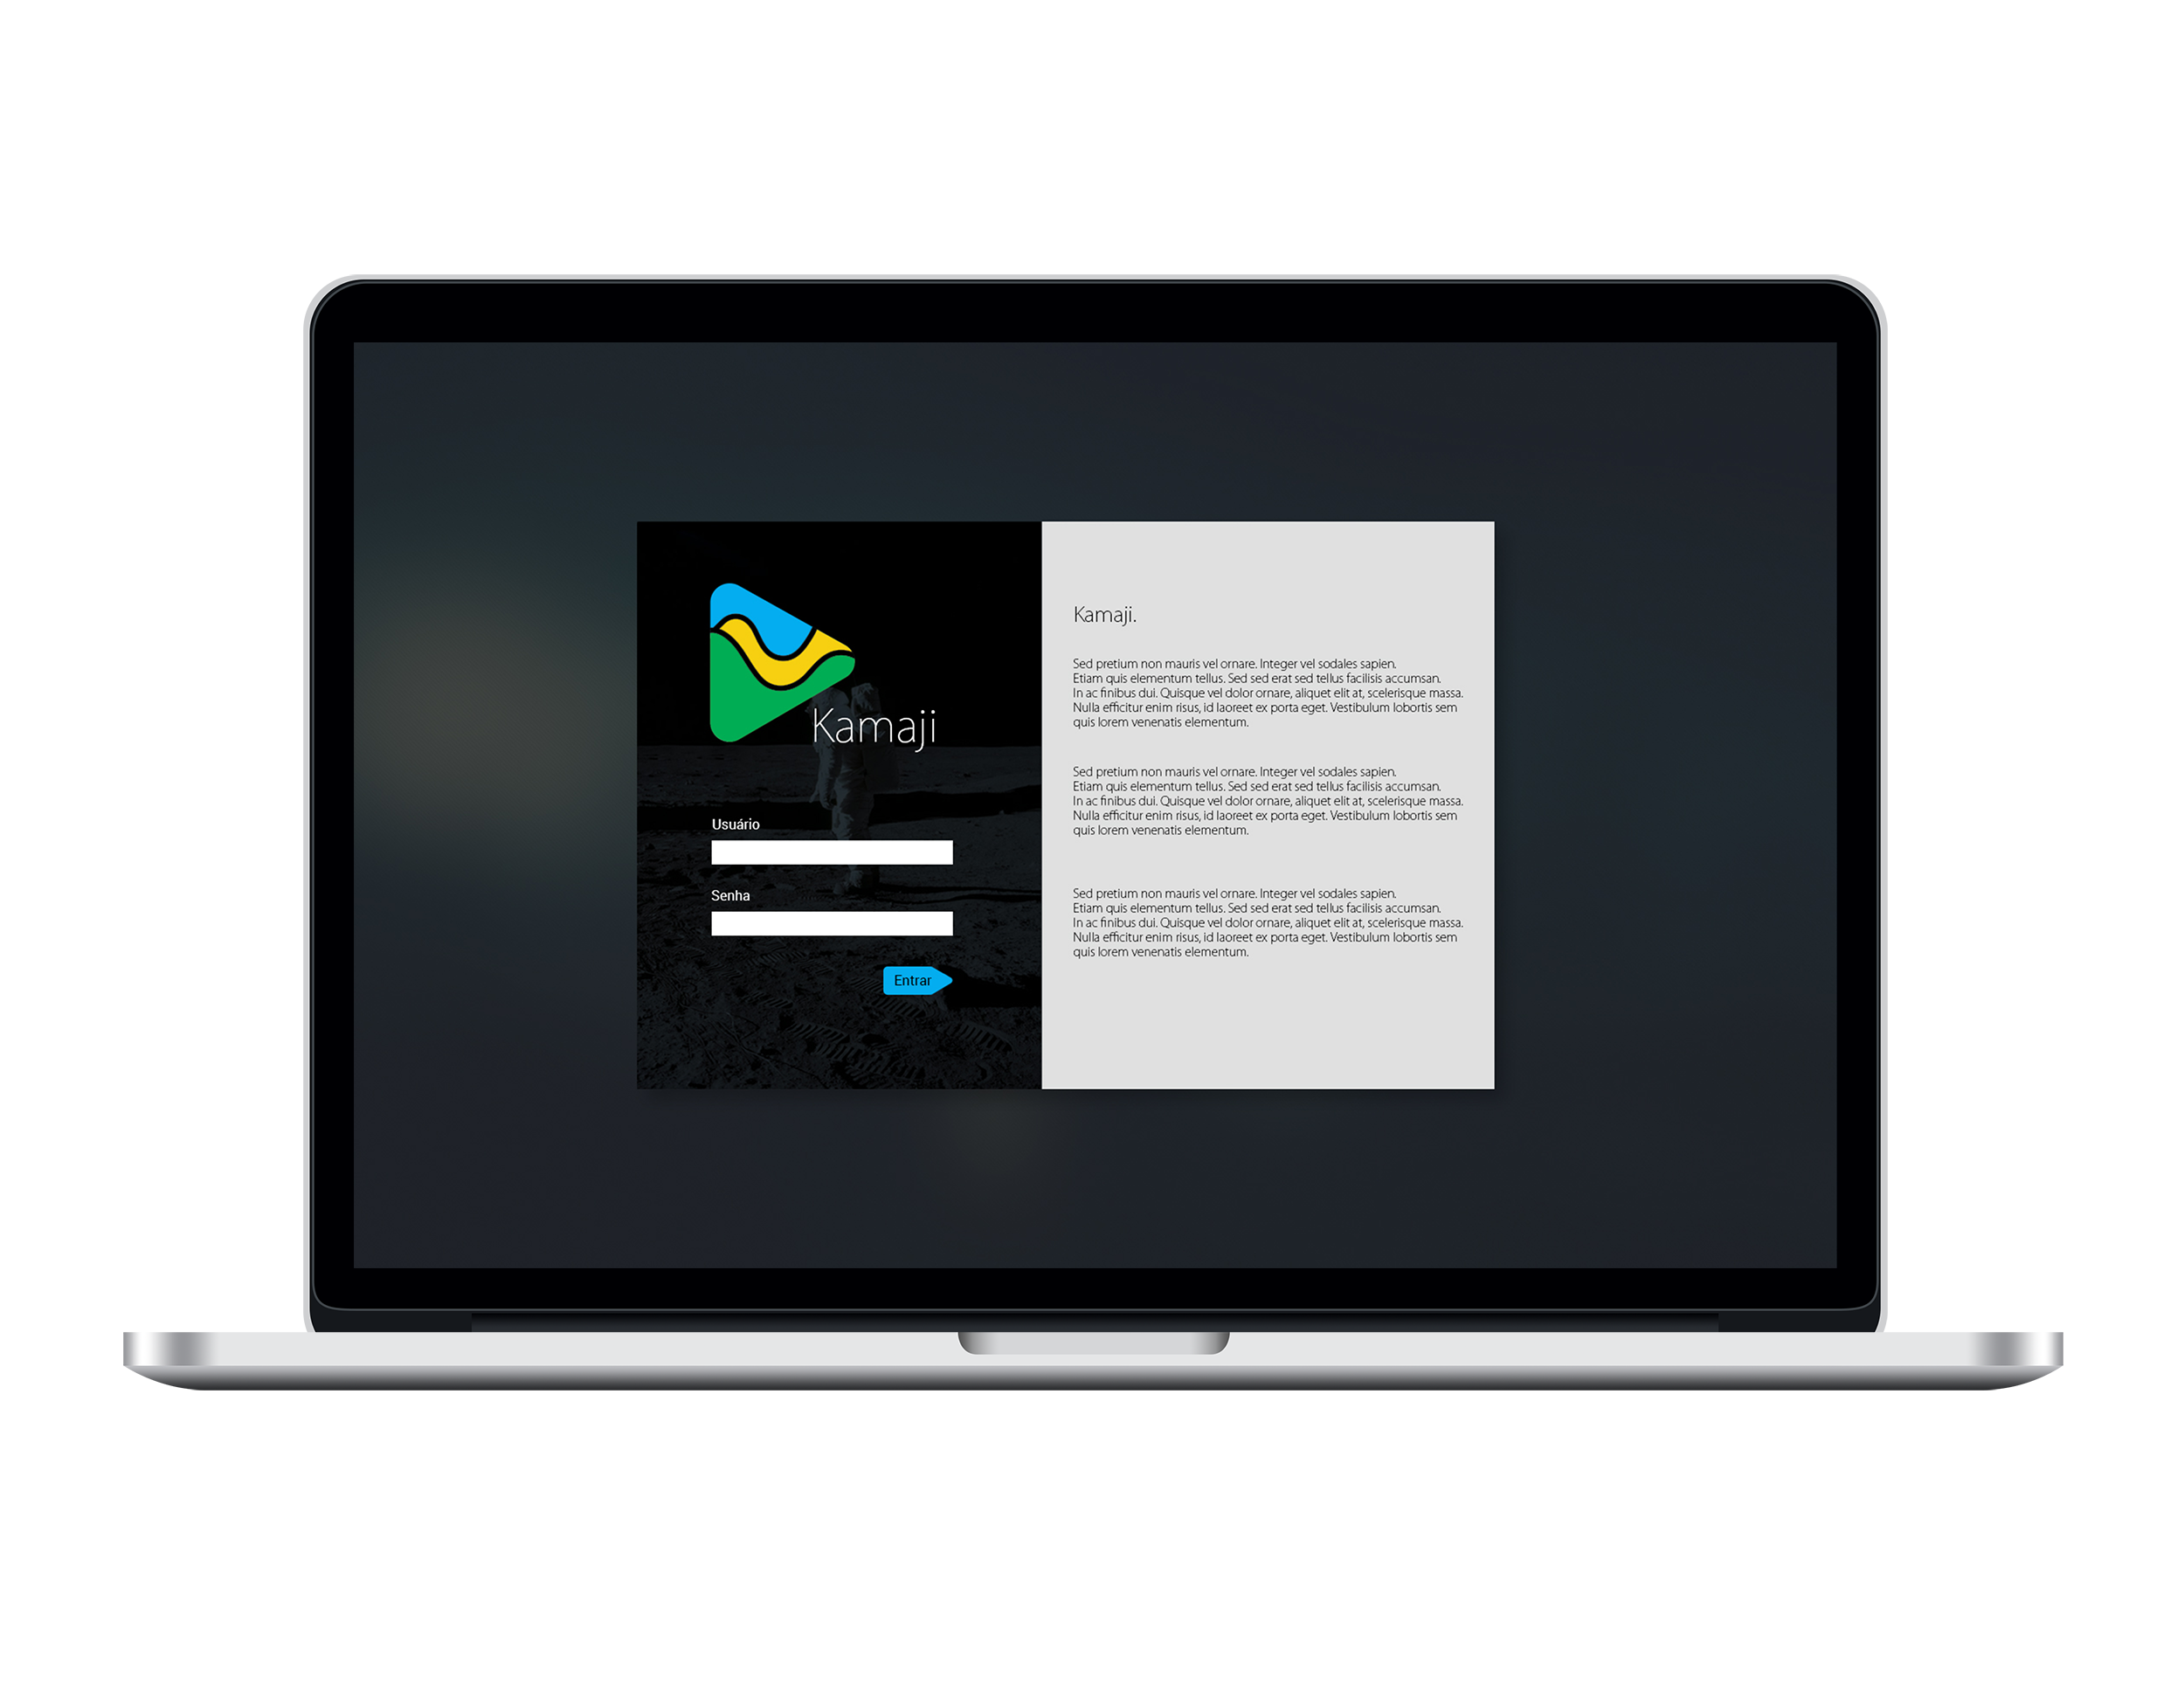 Kamaji
Usuário
Senha
Entrar
Kamaji.
Sed pretium non mauris vel ornare. Integer vel sodales sapien.
Etiam quis elementum tellus. Sed sed erat sed tellus facilisis accumsan.
In ac finibus dui. Quisque vel dolor ornare, aliquet elit at, scelerisque massa.
Nulla efficitur enim risus, id laoreet ex porta eget. Vestibulum lobortis sem
quis lorem venenatis elementum.
Sed pretium non mauris vel ornare. Integer vel sodales sapien.
Etiam quis elementum tellus. Sed sed erat sed tellus facilisis accumsan.
In ac finibus dui. Quisque vel dolor ornare, aliquet elit at, scelerisque massa.
Nulla efficitur enim risus, id laoreet ex porta eget. Vestibulum lobortis sem
quis lorem venenatis elementum.
Sed pretium non mauris vel ornare. Integer vel sodales sapien.
Etiam quis elementum tellus. Sed sed erat sed tellus facilisis accumsan.
In ac finibus dui. Quisque vel dolor ornare, aliquet elit at, scelerisque massa.
Nulla efficitur enim risus, id laoreet ex porta eget. Vestibulum lobortis sem
quis lorem venenatis elementum.